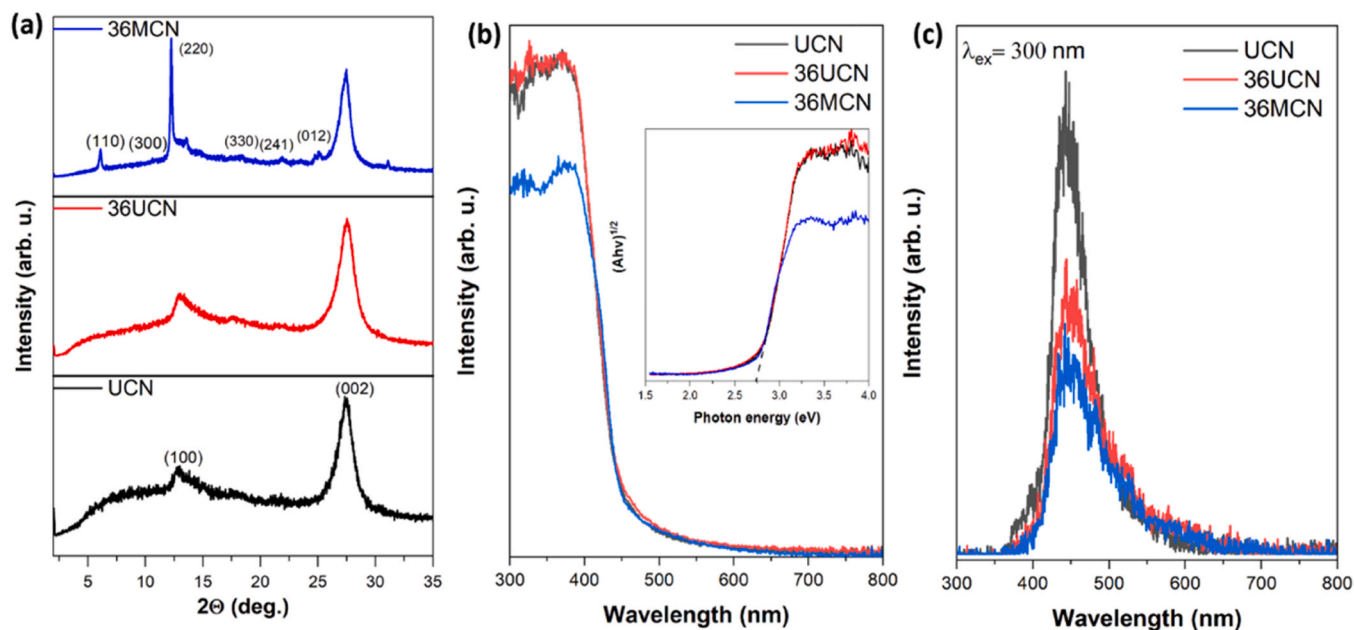 (a)
36MCN
(220)
(110)
(300)
(330)
(241)
(012)
36UCN
UCN
(002)
(100)
Intensity (arb. u.)
5 10 15 20 25 30 35
2Θ (deg.)
(b)
UCN
36UCN
36MCN
Intensity (arb. u.)
(Ahν)1/2
1.5 2.0 2.5 3.0 3.5 4.0
Photon energy (eV)
300 400 500 600 700 800
Wavelength (nm)
(c)
λex= 300 nm
UCN
36UCN
36MCN
Intensity (arb. u.)
300 400 500 600 700 800
Wavelength (nm)